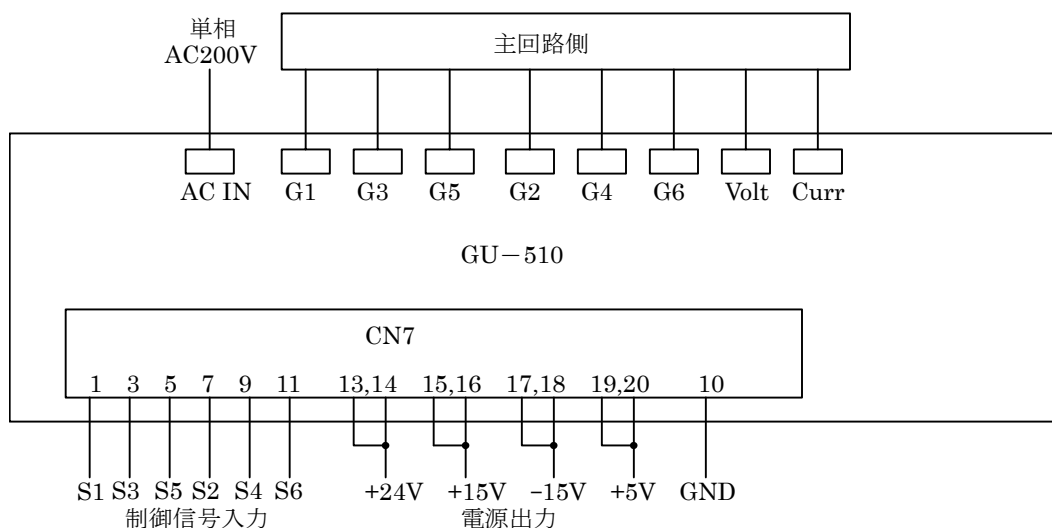 単相
AC200V
主回路側
AC IN G1 G3 G5 G2 G4 G6 Volt Curr
GU－510
CN7
1 3 5 7 9 11 13,14 15,16 17,18 19,20 10
S1 S3 S5 S2 S4 S6 +24V +15V -15V +5V GND
制御信号入力 電源出力